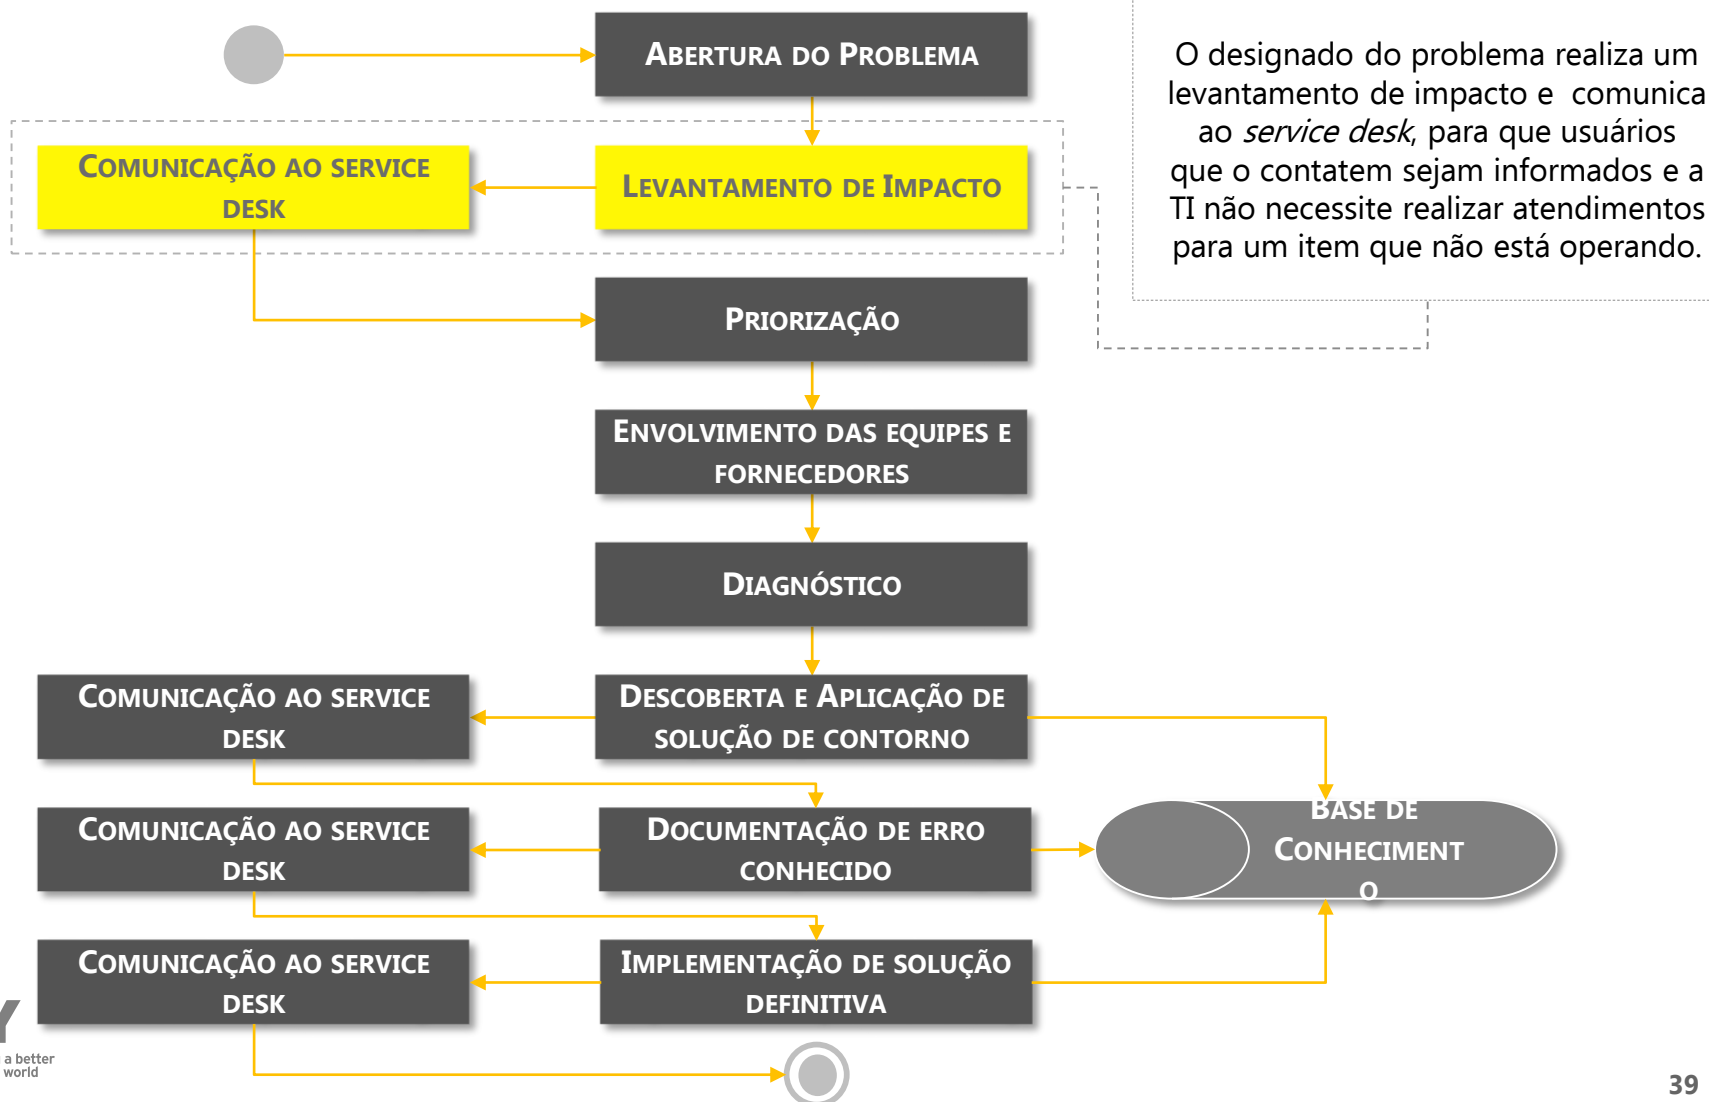 ABERTURA DO PROBLEMA
O designado do problema realiza um
levantamento de impacto e comunica
ao service desk, para que usuários
que o contatem sejam informados e a
TI não necessite realizar atendimentos
para um item que não está operando.
COMUNICAÇÃO AO SERVICE
DESK
LEVANTAMENTO DE IMPACTO
PRIORIZAÇÃO
ENVOLVIMENTO DAS EQUIPES E
FORNECEDORES
DIAGNÓSTICO
COMUNICAÇÃO AO SERVICE
DESK
DESCOBERTA E APLICAÇÃO DE
SOLUÇÃO DE CONTORNO
COMUNICAÇÃO AO SERVICE
DESK
DOCUMENTAÇÃO DE ERRO
CONHECIDO
BASE DE
CONHECIMENT
O
COMUNICAÇÃO AO SERVICE
DESK
IMPLEMENTAÇÃO DE SOLUÇÃO
DEFINITIVA
Y
a better
world
39